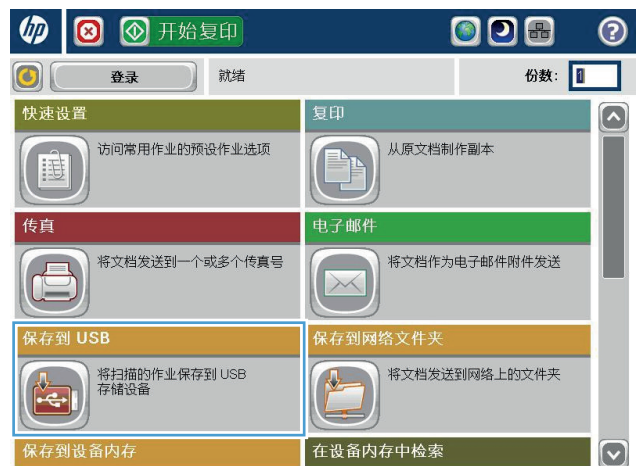 hp 开始复印 ?
登录 就绪 份数: 1
快速设置 复印
访问常用作业的预设作业选项 从原文档制作副本
传真 电子邮件
将文档发送到一个或多个传真号 将文档作为电子邮件附件发送
保存到 USB 保存到网络文件夹
将扫描的作业保存到 USB 将文档发送到网络上的文件夹
存储设备
保存到设备内存 在设备内存中检索